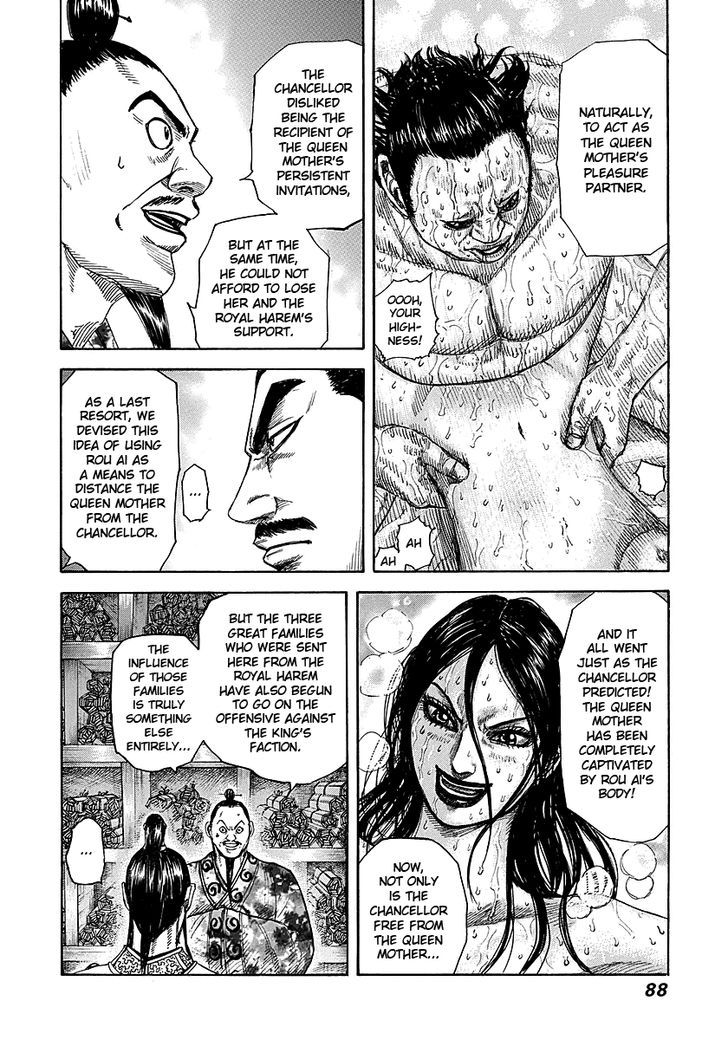 NATURALLY,
TO ACT AS
THE QUEEN
MOTHER'S
PLEASURE
PARTNER.
OOOH,
YOUR
HIGH-
NESS!
AH
AH
THE
CHANCELLOR
DISLIKED
BEING THE
RECIPIENT OF
THE QUEEN
MOTHER'S
PERSISTENT
INVITATIONS,
BUT AT THE
SAME TIME,
HE COULD NOT
AFFORD TO LOSE
HER AND THE
ROYAL HAREM'S
SUPPORT.
...
AS A LAST
RESORT, WE
DEVISED THIS
IDEA OF USING
ROU AI AS
A MEANS TO
DISTANCE THE
QUEEN MOTHER
FROM THE
CHANCELLOR.
AND IT
ALL WENT
JUST AS THE
CHANCELLOR
PREDICTED!
THE QUEEN
MOTHER
HAS BEEN
COMPLETELY
CAPTIVATED
BY ROU AI'S
BODY!
NOW,
NOT ONLY
IS THE
CHANCELLOR
FREE FROM
THE QUEEN
MOTHER...
BUT THE THREE
GREAT FAMILIES
WHO WERE SENT
HERE FROM THE
ROYAL HAREM
HAVE ALSO BEGUN
TO GO ON THE
OFFENSIVE AGAINST
THE KING'S
FACTION.
THE
INFLUENCE
OF THOSE
FAMILIES
IS TRULY
SOMETHING
ELSE
ENTIRELY...
...
88